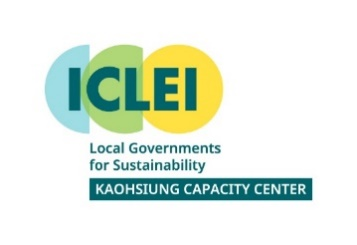 ICLEI
Local Governments
for Sustainability
KAOHSIUNG CAPACITY CENTER